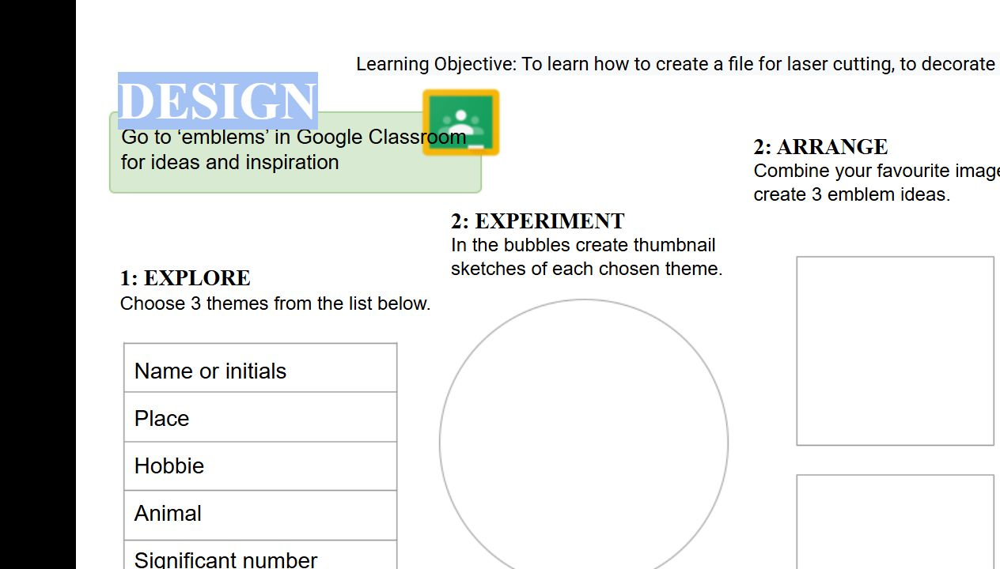 Learning Objective: To learn how to create a file for laser cutting, to decorate
DESIGN
Go to ‘emblems’ in Google Classroom
for ideas and inspiration
2: ARRANGE
Combine your favourite image
create 3 emblem ideas.
2: EXPERIMENT
In the bubbles create thumbnail
sketches of each chosen theme.
1: EXPLORE
Choose 3 themes from the list below.
Name or initials
Place
Hobbie
Animal
Significant number